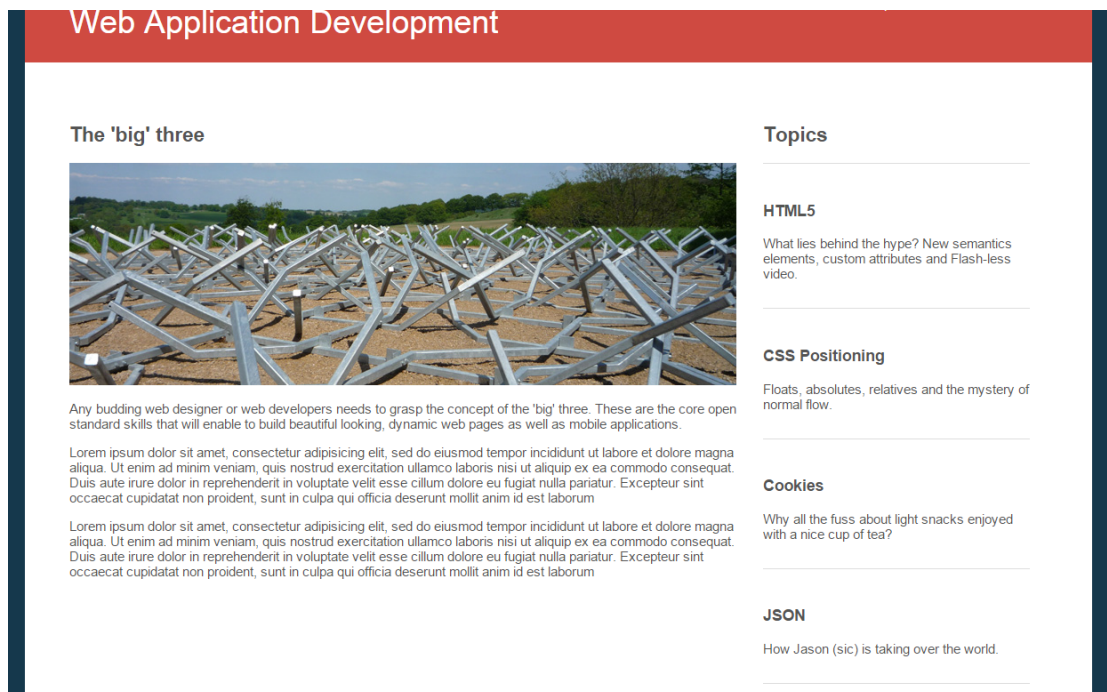 Web Application Development
The 'big' three
Any budding web designer or web developers needs to grasp the concept of the 'big' three. These are the core open
standard skills that will enable to build beautiful looking, dynamic web pages as well as mobile applications.
Lorem ipsum dolor sit amet, consectetur adipisicing elit, sed do eiusmod tempor incididunt ut labore et dolore magna
aliqua. Ut enim ad minim veniam, quis nostrud exercitation ullamco laboris nisi ut aliquip ex ea commodo consequat.
Duis aute irure dolor in reprehenderit in voluptate velit esse cillum dolore eu fugiat nulla pariatur. Excepteur sint
occaecat cupidatat non proident, sunt in culpa qui officia deserunt mollit anim id est laborum
Lorem ipsum dolor sit amet, consectetur adipisicing elit, sed do eiusmod tempor incididunt ut labore et dolore magna
aliqua. Ut enim ad minim veniam, quis nostrud exercitation ullamco laboris nisi ut aliquip ex ea commodo consequat.
Duis aute irure dolor in reprehenderit in voluptate velit esse cillum dolore eu fugiat nulla pariatur. Excepteur sint
occaecat cupidatat non proident, sunt in culpa qui officia deserunt mollit anim id est laborum
Topics
HTML5
What lies behind the hype? New semantics
elements, custom attributes and Flash-less
video.
CSS Positioning
Floats, absolutes, relatives and the mystery of
normal flow.
Cookies
Why all the fuss about light snacks enjoyed
with a nice cup of tea?
JSON
How Jason (sic) is taking over the world.